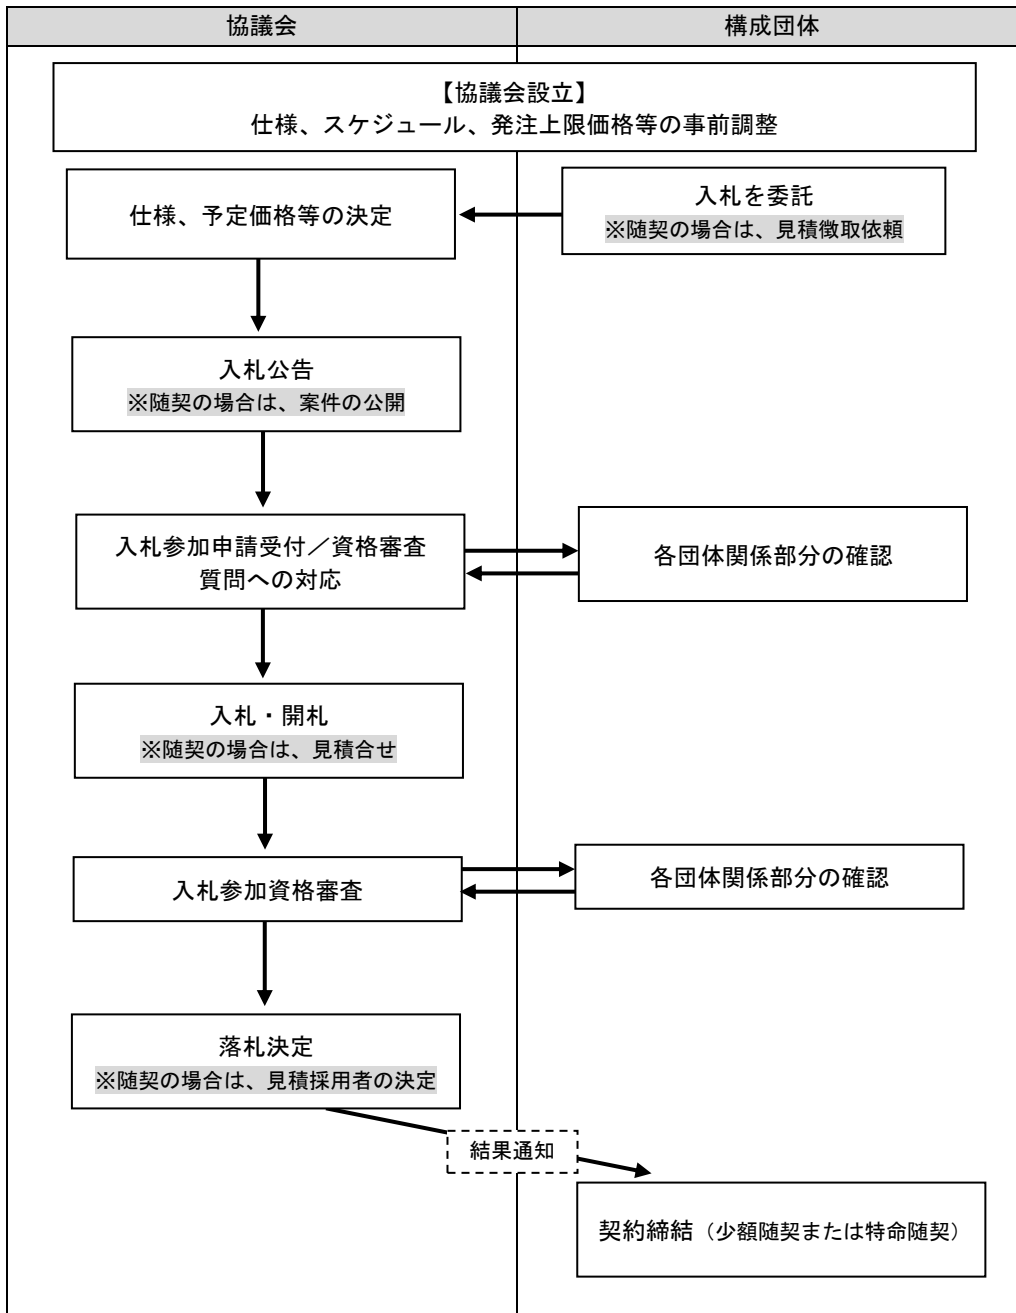 協議会
構成団体
【協議会設立】
仕様、スケジュール、発注上限価格等の事前調整
仕様、予定価格等の決定
入札を委託
※随契の場合は、見積徴取依頼
入札公告
※随契の場合は、案件の公開
入札参加申請受付／資格審査
質問への対応
各団体関係部分の確認
入札・開札
※随契の場合は、見積合せ
入札参加資格審査
各団体関係部分の確認
落札決定
※随契の場合は、見積採用者の決定
結果通知
契約締結（少額随契または特命随契）